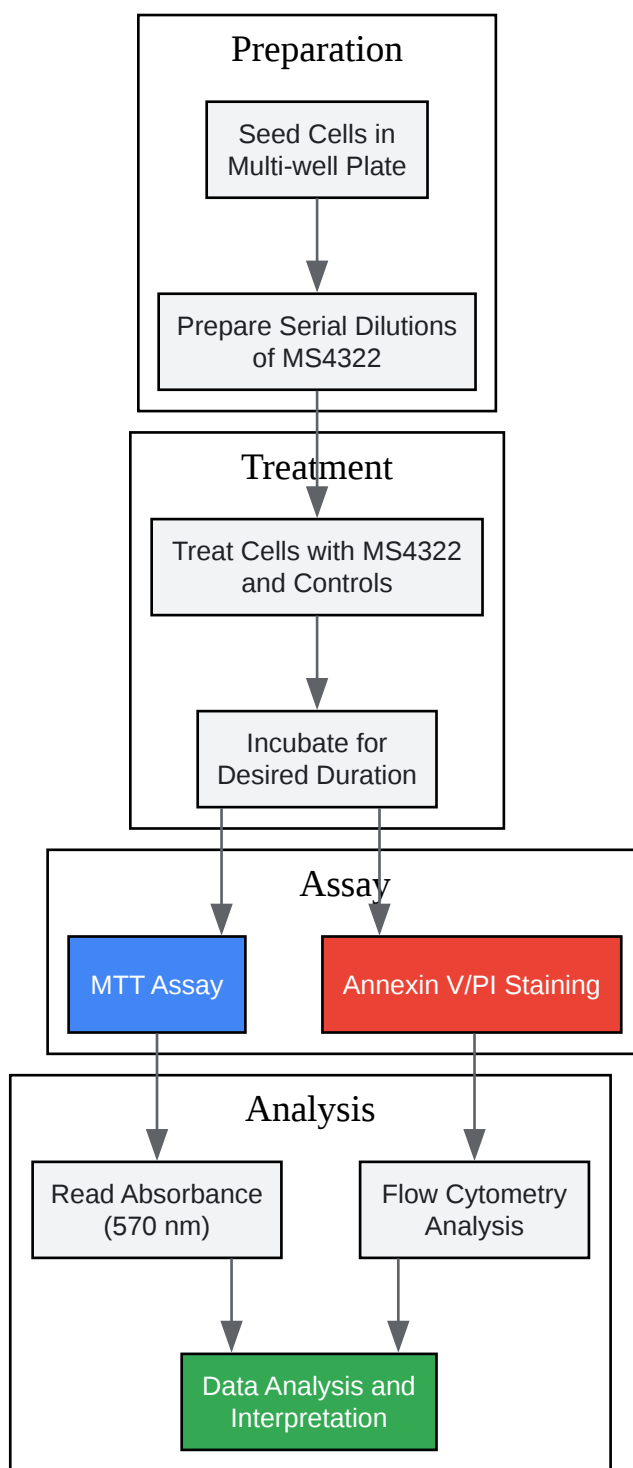 Preparation
Seed Cells in
Multi-well Plate
Prepare Serial Dilutions
of MS4322
Treatment
Treat Cells with MS4322
and Controls
Incubate for
Desired Duration
Assay
MTT Assay
Annexin V/PI Staining
Analysis
Read Absorbance
(570 nm)
Flow Cytometry
Analysis
Data Analysis and
Interpretation